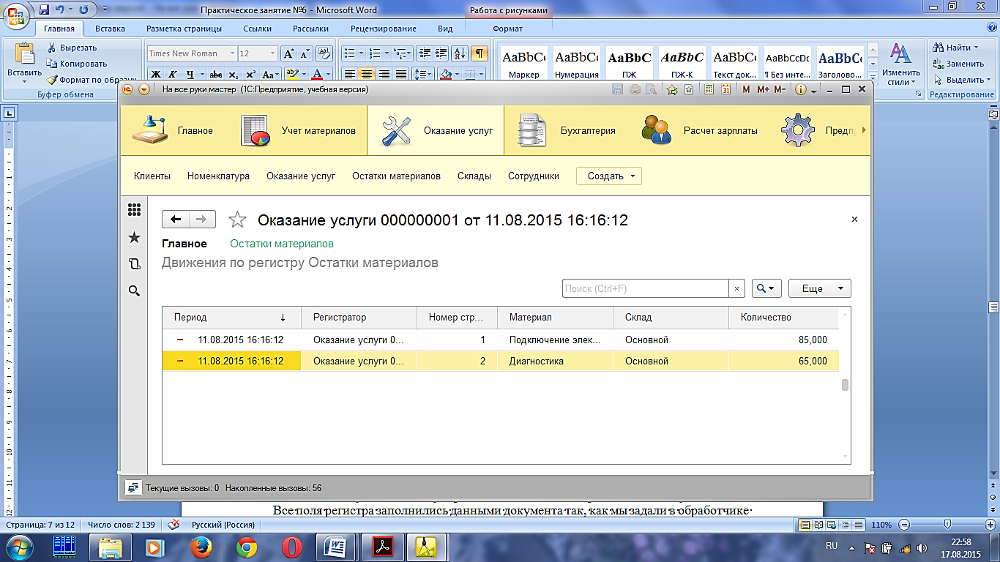 Практическое занятие №6 - Microsoft Word
Работа с рисунками
Главная Вставка Разметка страницы Ссылки Рассылки Рецензирование Вид Формат
Вставить
Вырезать
Копировать
Формат по образцу
Буфер обмена
Times New Roman 12
Ж К Ч abc x₂ x² Aa
AaBbCc AaBbCc AaBbC AaBbC AaBbCc AaBbCcDc AaBbCc
Маркер Нумерация ПЖ ПЖ-К Текст док... ¶ Без инте... Заголово...
Изменить стили
Найти
Заменить
Выделить
Редактирование
На все руки мастер (1С:Предприятие, учебная версия)
M M+ M-
Главное Учет материалов Оказание услуг Бухгалтерия Расчет зарплаты Предп
Клиенты Номенклатура Оказание услуг Остатки материалов Склады Сотрудники Создать
Оказание услуги 000000001 от 11.08.2015 16:16:12
Главное Остатки материалов
Движения по регистру Остатки материалов
Поиск (Ctrl+F) × Еще
Период ↓ Регистратор Номер стр... Материал Склад Количество
11.08.2015 16:16:12 Оказание услуги 0... 1 Подключение элек... Основной 85,000
11.08.2015 16:16:12 Оказание услуги 0... 2 Диагностика Основной 65,000
Текущие вызовы: 0 Накопленные вызовы: 56
Все поля регистра заполнились данными документа так, как мы задали в обработчике
Страница: 7 из 12 Число слов: 2 139 Русский (Россия) 110%
RU
22:58
17.08.2015